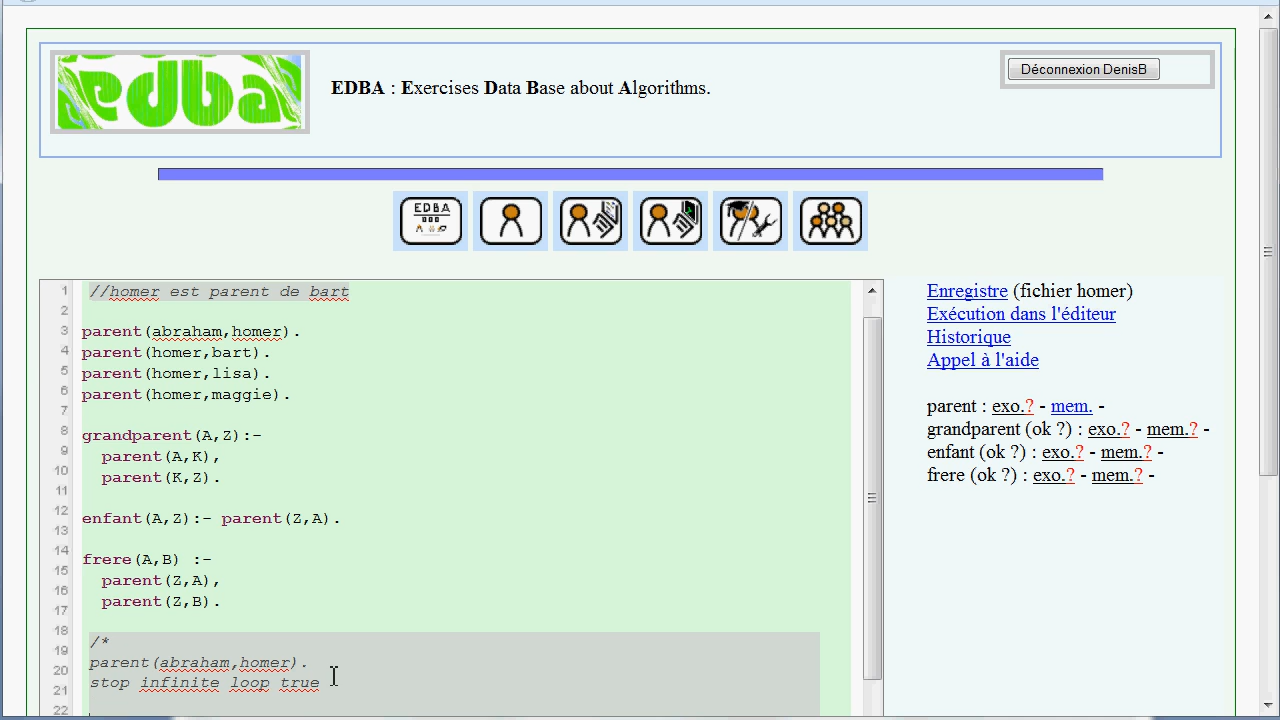 edba
EDBA : Exercises Data Base about Algorithms.
Déconnexion DenisB
EDBA
1 //homer est parent de bart
2
3 parent(abraham,homer).
4 parent(homer,bart).
5 parent(homer,lisa).
6 parent(homer,maggie).
7
8 grandparent(A,Z):-
9 parent(A,K),
10 parent(K,Z).
11
12 enfant(A,Z):- parent(Z,A).
13
14 frere(A,B) :-
15 parent(Z,A),
16 parent(Z,B).
17
18 /*
19 parent(abraham,homer).
20 stop infinite loop true
21
22
Enregistre (fichier homer)
Exécution dans l'éditeur
Historique
Appel à l'aide
parent : exo.? - mem. -
grandparent (ok ?) : exo.? - mem.? -
enfant (ok ?) : exo.? - mem.? -
frere (ok ?) : exo.? - mem.? -